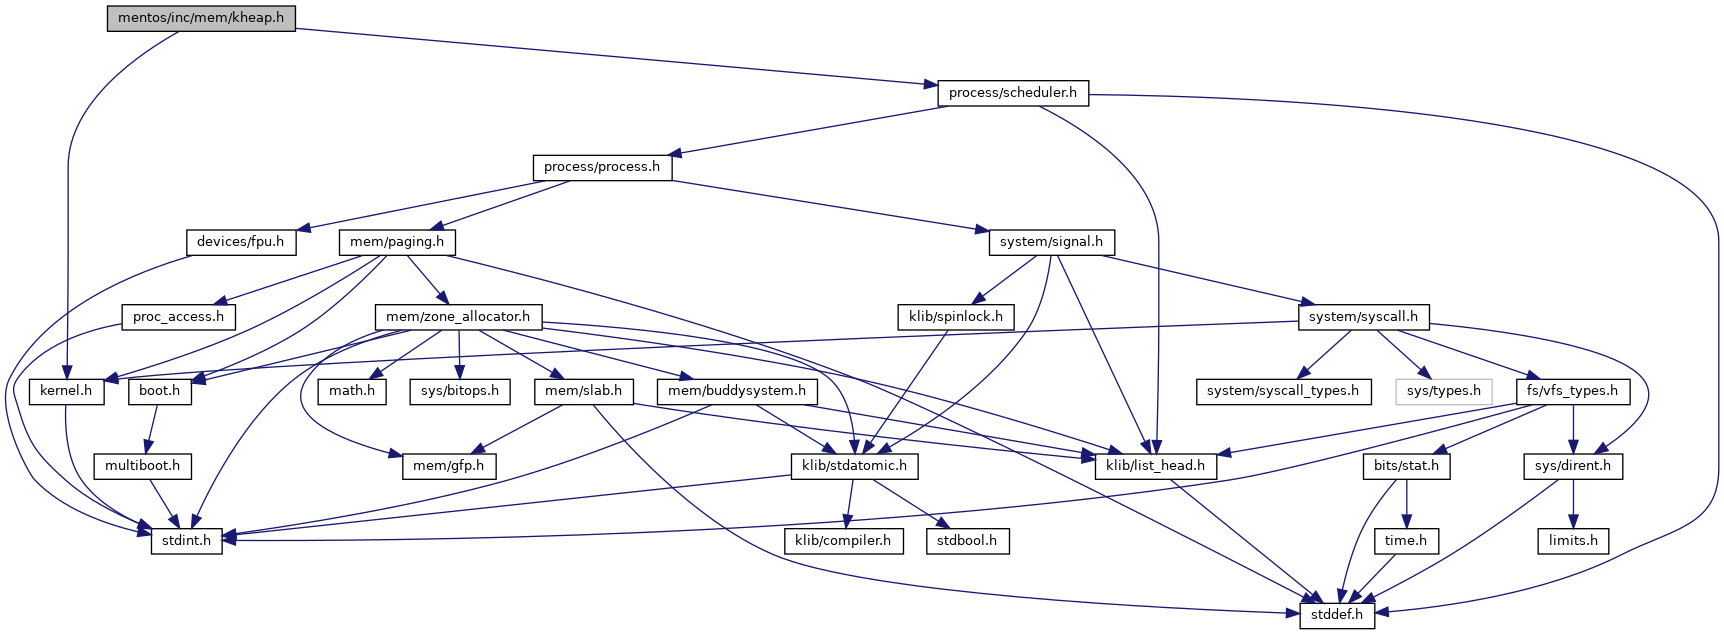 mentos/inc/mem/kheap.h
process/scheduler.h
process/process.h
devices/fpu.h
mem/paging.h
system/signal.h
proc_access.h
mem/zone_allocator.h
klib/spinlock.h
system/syscall.h
kernel.h
boot.h
math.h
sys/bitops.h
mem/slab.h
mem/buddysystem.h
system/syscall_types.h
sys/types.h
fs/vfs_types.h
multiboot.h
mem/gfp.h
klib/stdatomic.h
klib/list_head.h
bits/stat.h
sys/dirent.h
stdint.h
klib/compiler.h
stdbool.h
time.h
limits.h
stddef.h